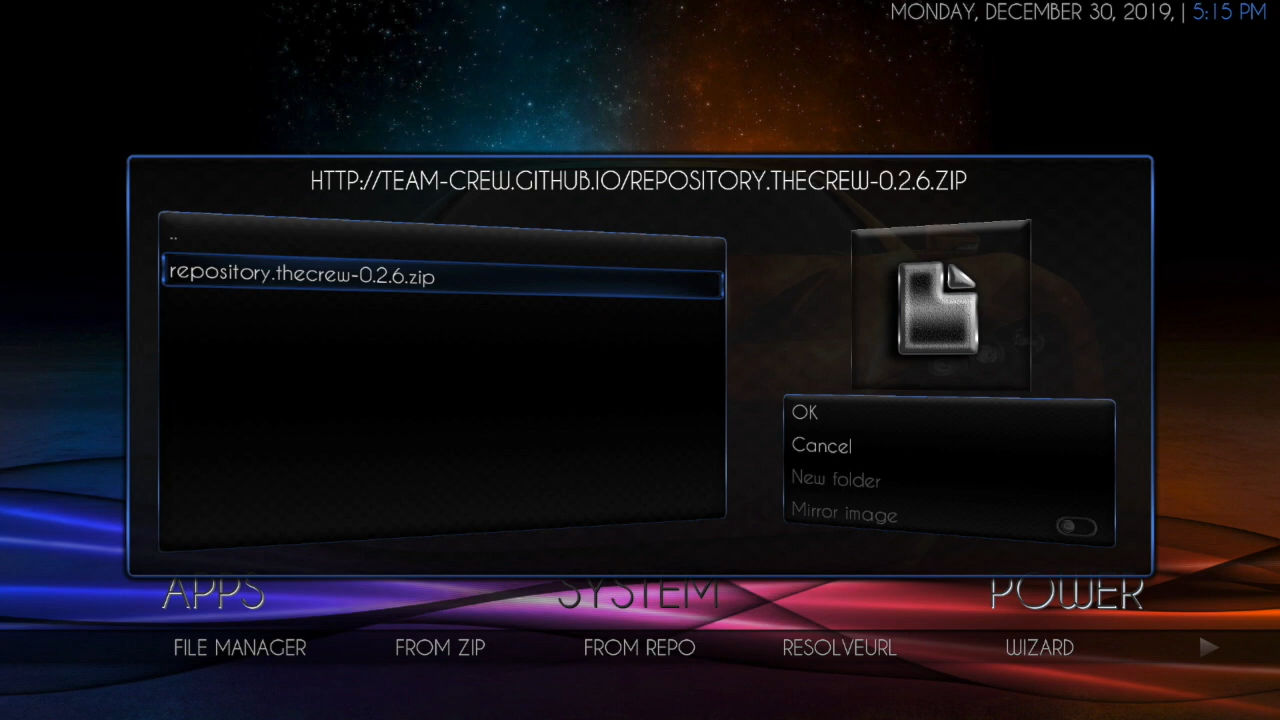 MONDAY, DECEMBER 30, 2019, | 5:15 PM
HTTP://TEAM-CREW.GITHUB.IO/REPOSITORY.THECREW-0.2.6.ZIP
..
repository.thecrew-0.2.6.zip
OK
Cancel
New folder
Mirror image
APPS SYSTEM POWER
FILE MANAGER FROM ZIP FROM REPO RESOLVEURL WIZARD